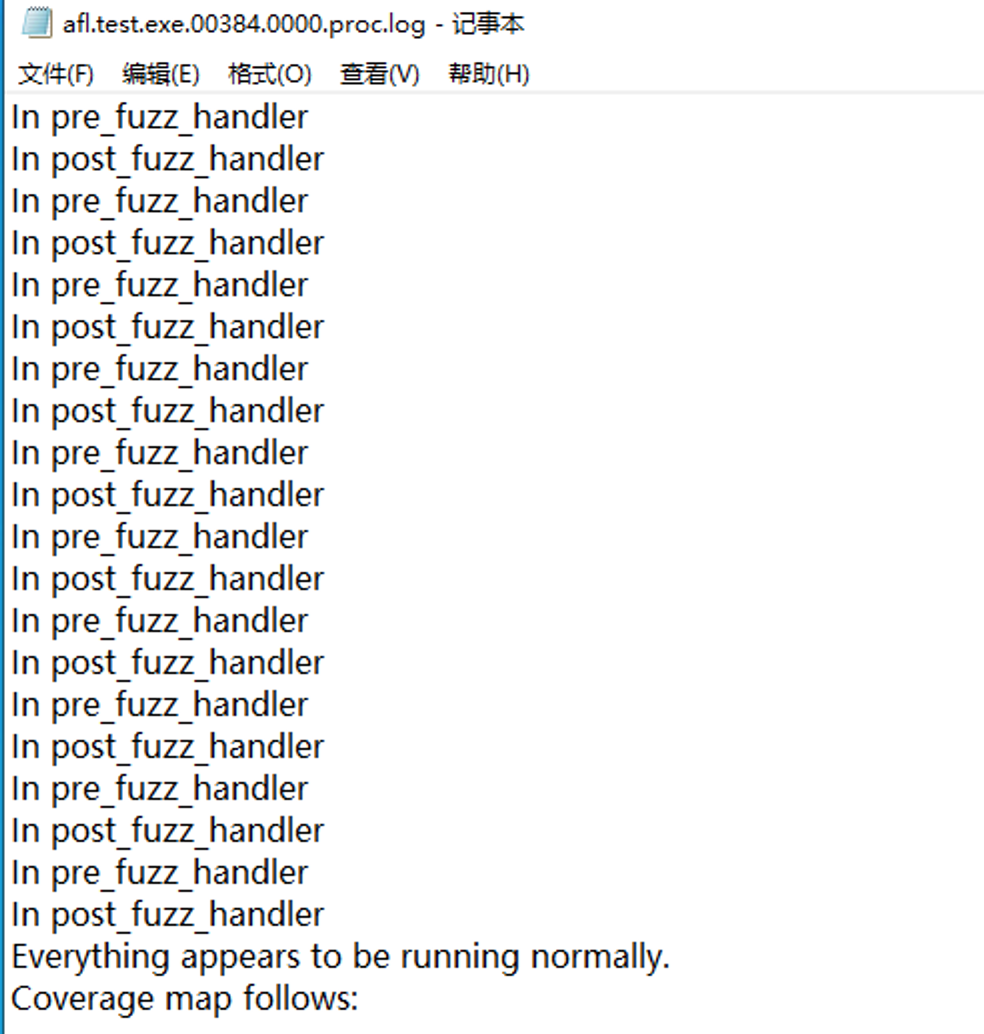 afl.test.exe.00384.0000.proc.log - 记事本
文件(F) 编辑(E) 格式(O) 查看(V) 帮助(H)
In pre_fuzz_handler
In post_fuzz_handler
In pre_fuzz_handler
In post_fuzz_handler
In pre_fuzz_handler
In post_fuzz_handler
In pre_fuzz_handler
In post_fuzz_handler
In pre_fuzz_handler
In post_fuzz_handler
In pre_fuzz_handler
In post_fuzz_handler
In pre_fuzz_handler
In post_fuzz_handler
In pre_fuzz_handler
In post_fuzz_handler
In pre_fuzz_handler
In post_fuzz_handler
In pre_fuzz_handler
In post_fuzz_handler
Everything appears to be running normally.
Coverage map follows: